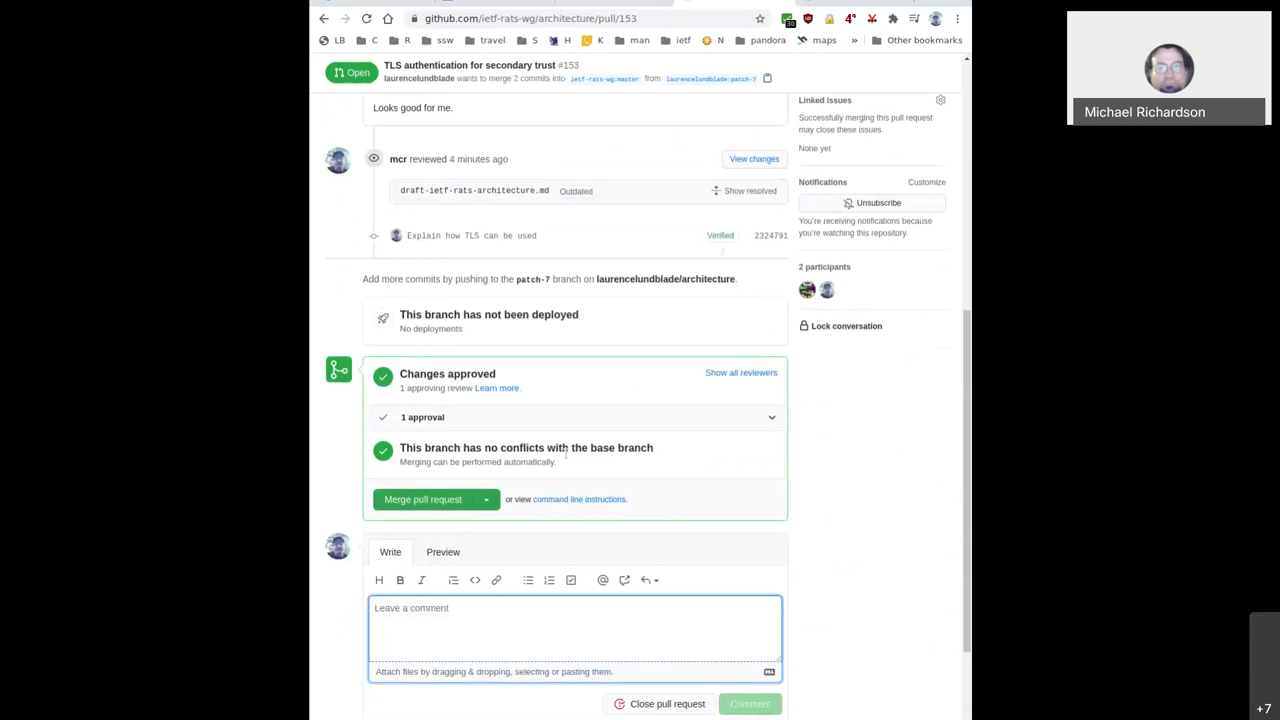 github.com/ietf-rats-wg/architecture/pull/153
30
4⁹
LB C R ssw travel S H K man ietf N pandora maps » Other bookmarks
Open
TLS authentication for secondary trust #153
laurencelundblade wants to merge 2 commits into ietf-rats-wg:master from laurencelundblade:patch-7
Looks good for me.
mcr reviewed 4 minutes ago
View changes
draft-ietf-rats-architecture.md Outdated Show resolved
Explain how TLS can be used Verified 2324791
Add more commits by pushing to the patch-7 branch on laurencelundblade/architecture.
This branch has not been deployed
No deployments
Changes approved
1 approving review Learn more.
Show all reviewers
1 approval
This branch has no conflicts with the base branch
Merging can be performed automatically.
Merge pull request or view command line instructions.
Write Preview
H B I
Leave a comment
Attach files by dragging & dropping, selecting or pasting them.
Close pull request Comment
Linked issues
Successfully merging this pull request
may close these issues.
None yet
Notifications Customize
Unsubscribe
You're receiving notifications because
you're watching this repository.
2 participants
Lock conversation
Michael Richardson
+7